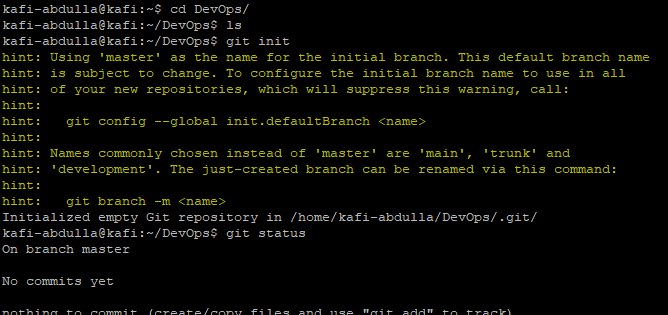 kafi-abdulla@kafi:~$ cd DevOps/
kafi-abdulla@kafi:~/DevOps$ ls
kafi-abdulla@kafi:~/DevOps$ git init
hint: Using 'master' as the name for the initial branch. This default branch name
hint: is subject to change. To configure the initial branch name to use in all
hint: of your new repositories, which will suppress this warning, call:
hint:
hint:   git config --global init.defaultBranch <name>
hint:
hint: Names commonly chosen instead of 'master' are 'main', 'trunk' and
hint: 'development'. The just-created branch can be renamed via this command:
hint:
hint:   git branch -m <name>
Initialized empty Git repository in /home/kafi-abdulla/DevOps/.git/
kafi-abdulla@kafi:~/DevOps$ git status
On branch master
No commits yet
nothing to commit (create/copy files and use "git add" to track)